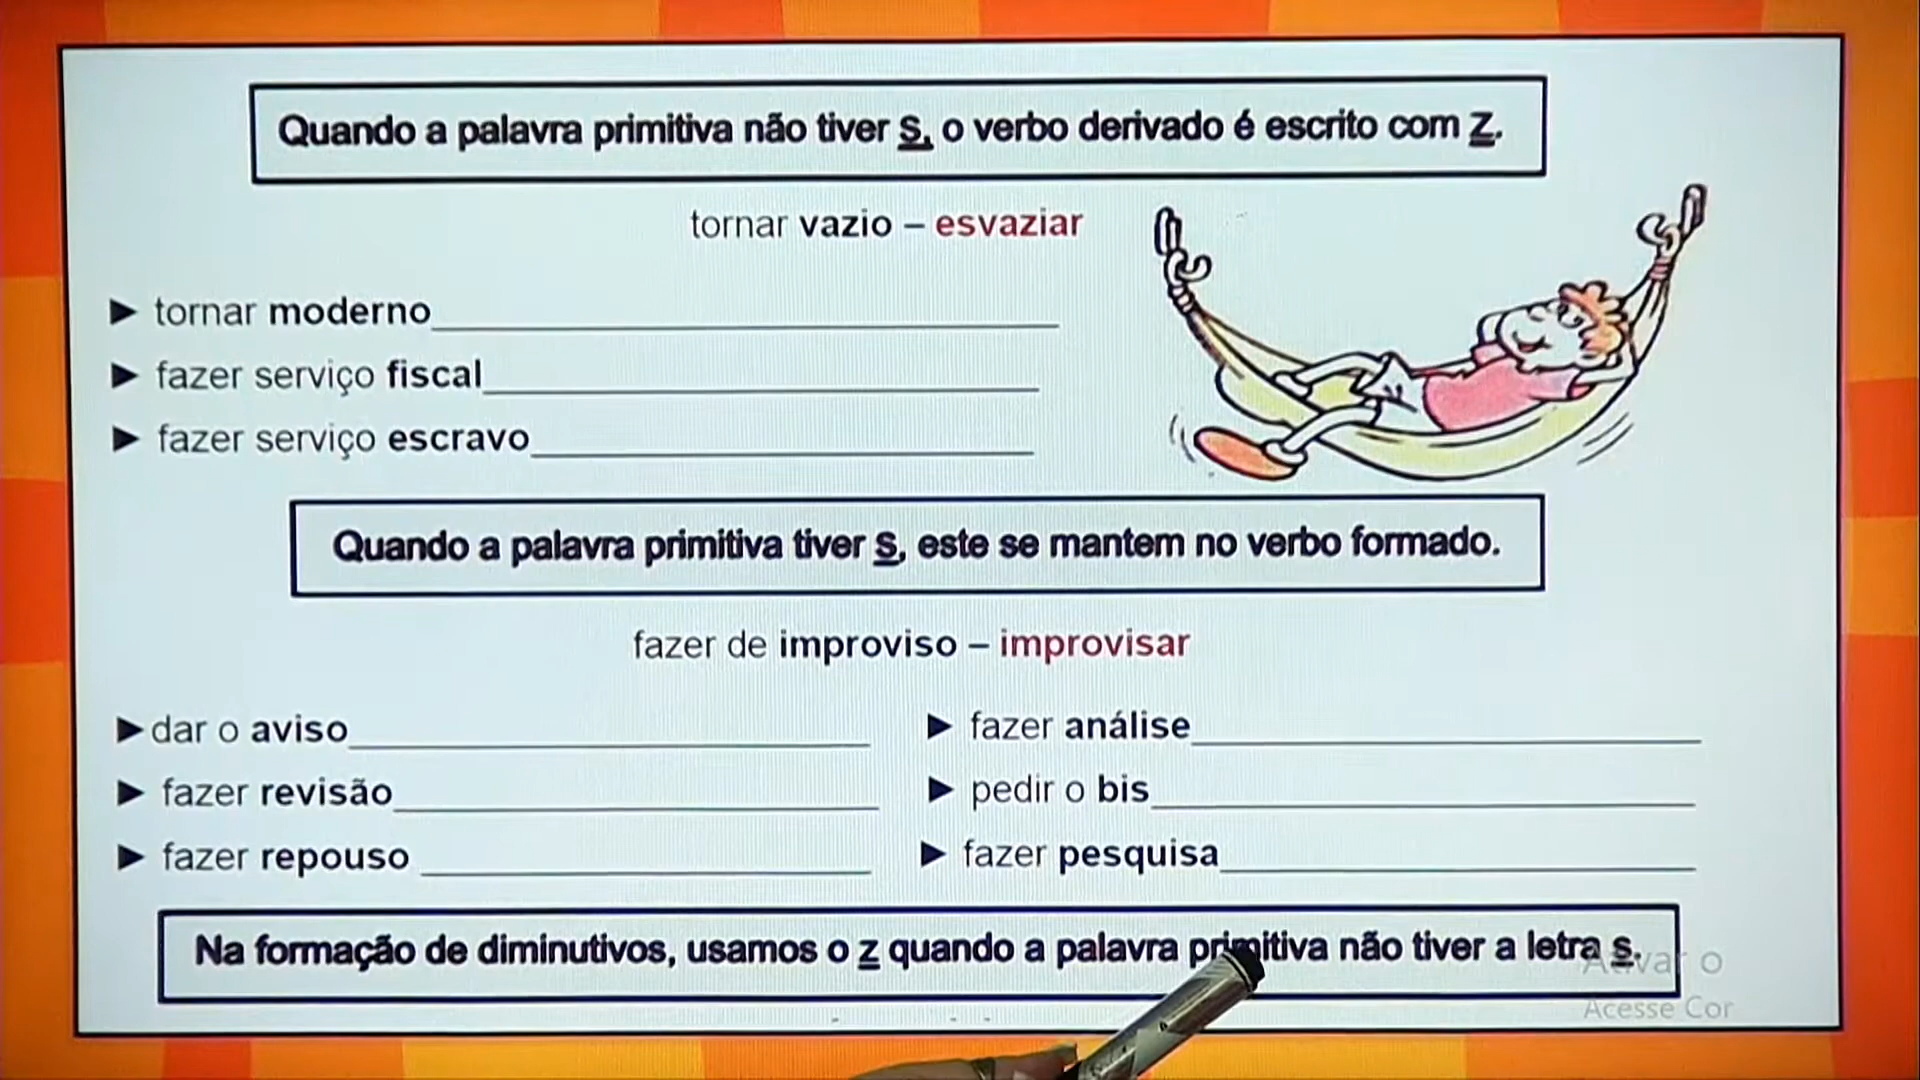 Quando a palavra primitiva não tiver s, o verbo derivado é escrito com z.
tornar vazio – esvaziar
► tornar moderno
► fazer serviço fiscal
► fazer serviço escravo
Quando a palavra primitiva tiver s, este se mantem no verbo formado.
fazer de improviso – improvisar
► dar o aviso
► fazer revisão
► fazer repouso
► fazer análise
► pedir o bis
► fazer pesquisa
Na formação de diminutivos, usamos o z quando a palavra primitiva não tiver a letra s.
Ativar o
Acesse Cor